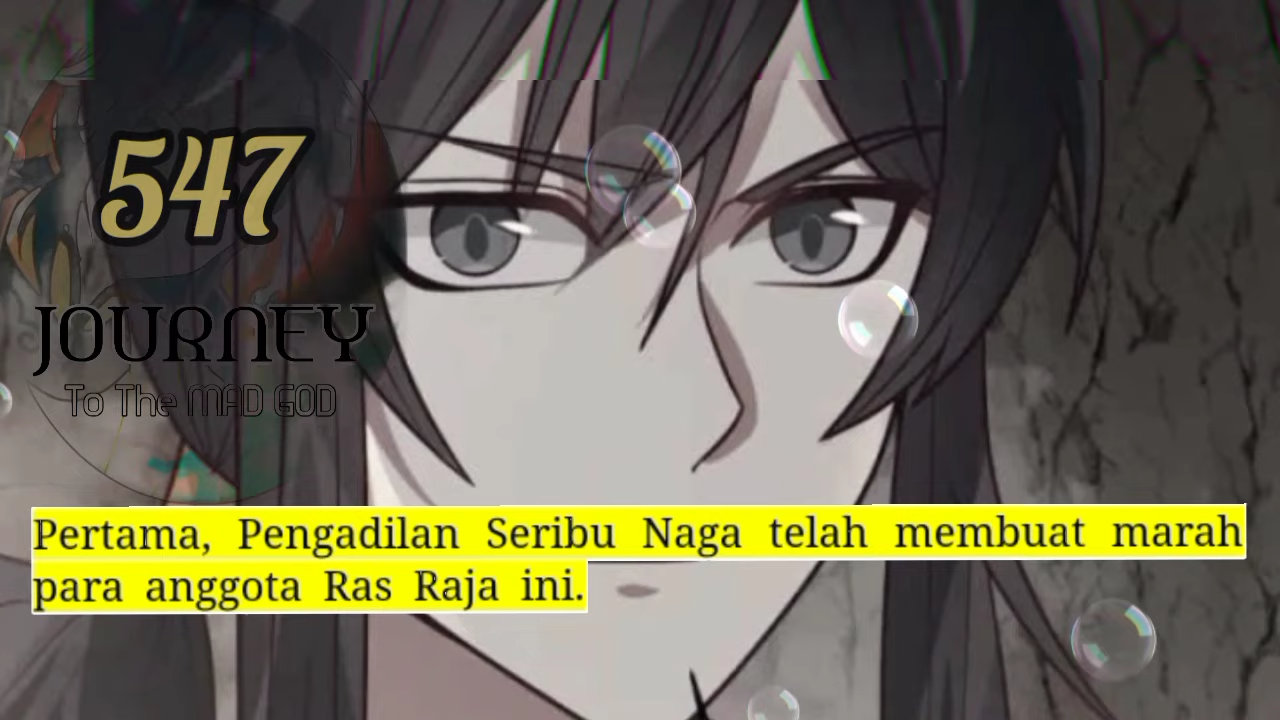 547
JOURNEY
To The MAD GOD
Pertama, Pengadilan Seribu Naga telah membuat marah
para anggota Ras Raja ini.